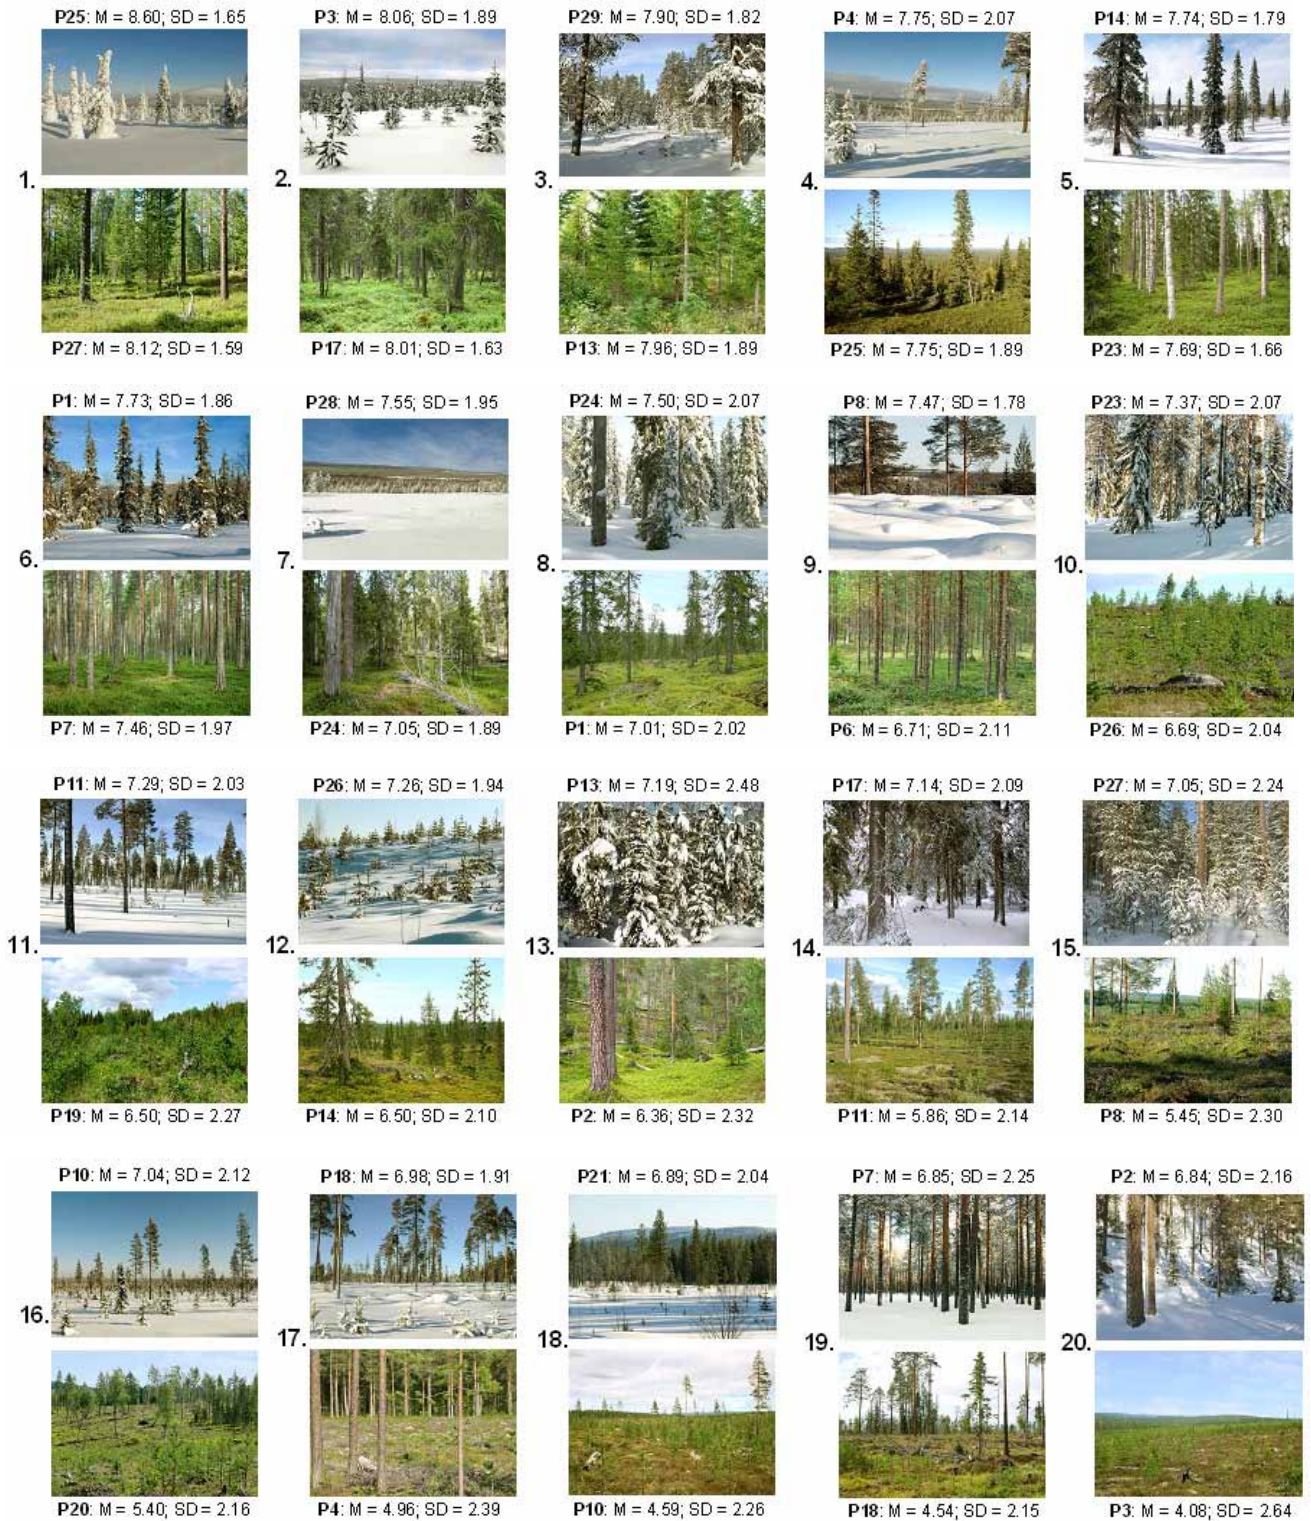 P25: M = 8.60; SD = 1.65
P3: M = 8.06; SD = 1.89
P29: M = 7.90; SD = 1.82
P4: M = 7.75; SD = 2.07
P14: M = 7.74; SD = 1.79
1.
2.
3.
4.
5.
P27: M = 8.12; SD = 1.59
P17: M = 8.01; SD = 1.63
P13: M = 7.96; SD = 1.89
P25: M = 7.75; SD = 1.89
P23: M = 7.69; SD = 1.66
P1: M = 7.73; SD = 1.86
P28: M = 7.55; SD = 1.95
P24: M = 7.50; SD = 2.07
P8: M = 7.47; SD = 1.78
P23: M = 7.37; SD = 2.07
6.
7.
8.
9.
10.
P7: M = 7.46; SD = 1.97
P24: M = 7.05; SD = 1.89
P1: M = 7.01; SD = 2.02
P6: M = 6.71; SD = 2.11
P26: M = 6.69; SD = 2.04
P11: M = 7.29; SD = 2.03
P26: M = 7.26; SD = 1.94
P13: M = 7.19; SD = 2.48
P17: M = 7.14; SD = 2.09
P27: M = 7.05; SD = 2.24
11.
12.
13.
14.
15.
P19: M = 6.50; SD = 2.27
P14: M = 6.50; SD = 2.10
P2: M = 6.36; SD = 2.32
P11: M = 5.86; SD = 2.14
P8: M = 5.45; SD = 2.30
P10: M = 7.04; SD = 2.12
P18: M = 6.98; SD = 1.91
P21: M = 6.89; SD = 2.04
P7: M = 6.85; SD = 2.25
P2: M = 6.84; SD = 2.16
16.
17.
18.
19.
20.
P20: M = 5.40; SD = 2.16
P4: M = 4.96; SD = 2.39
P10: M = 4.59; SD = 2.26
P18: M = 4.54; SD = 2.15
P3: M = 4.08; SD = 2.64